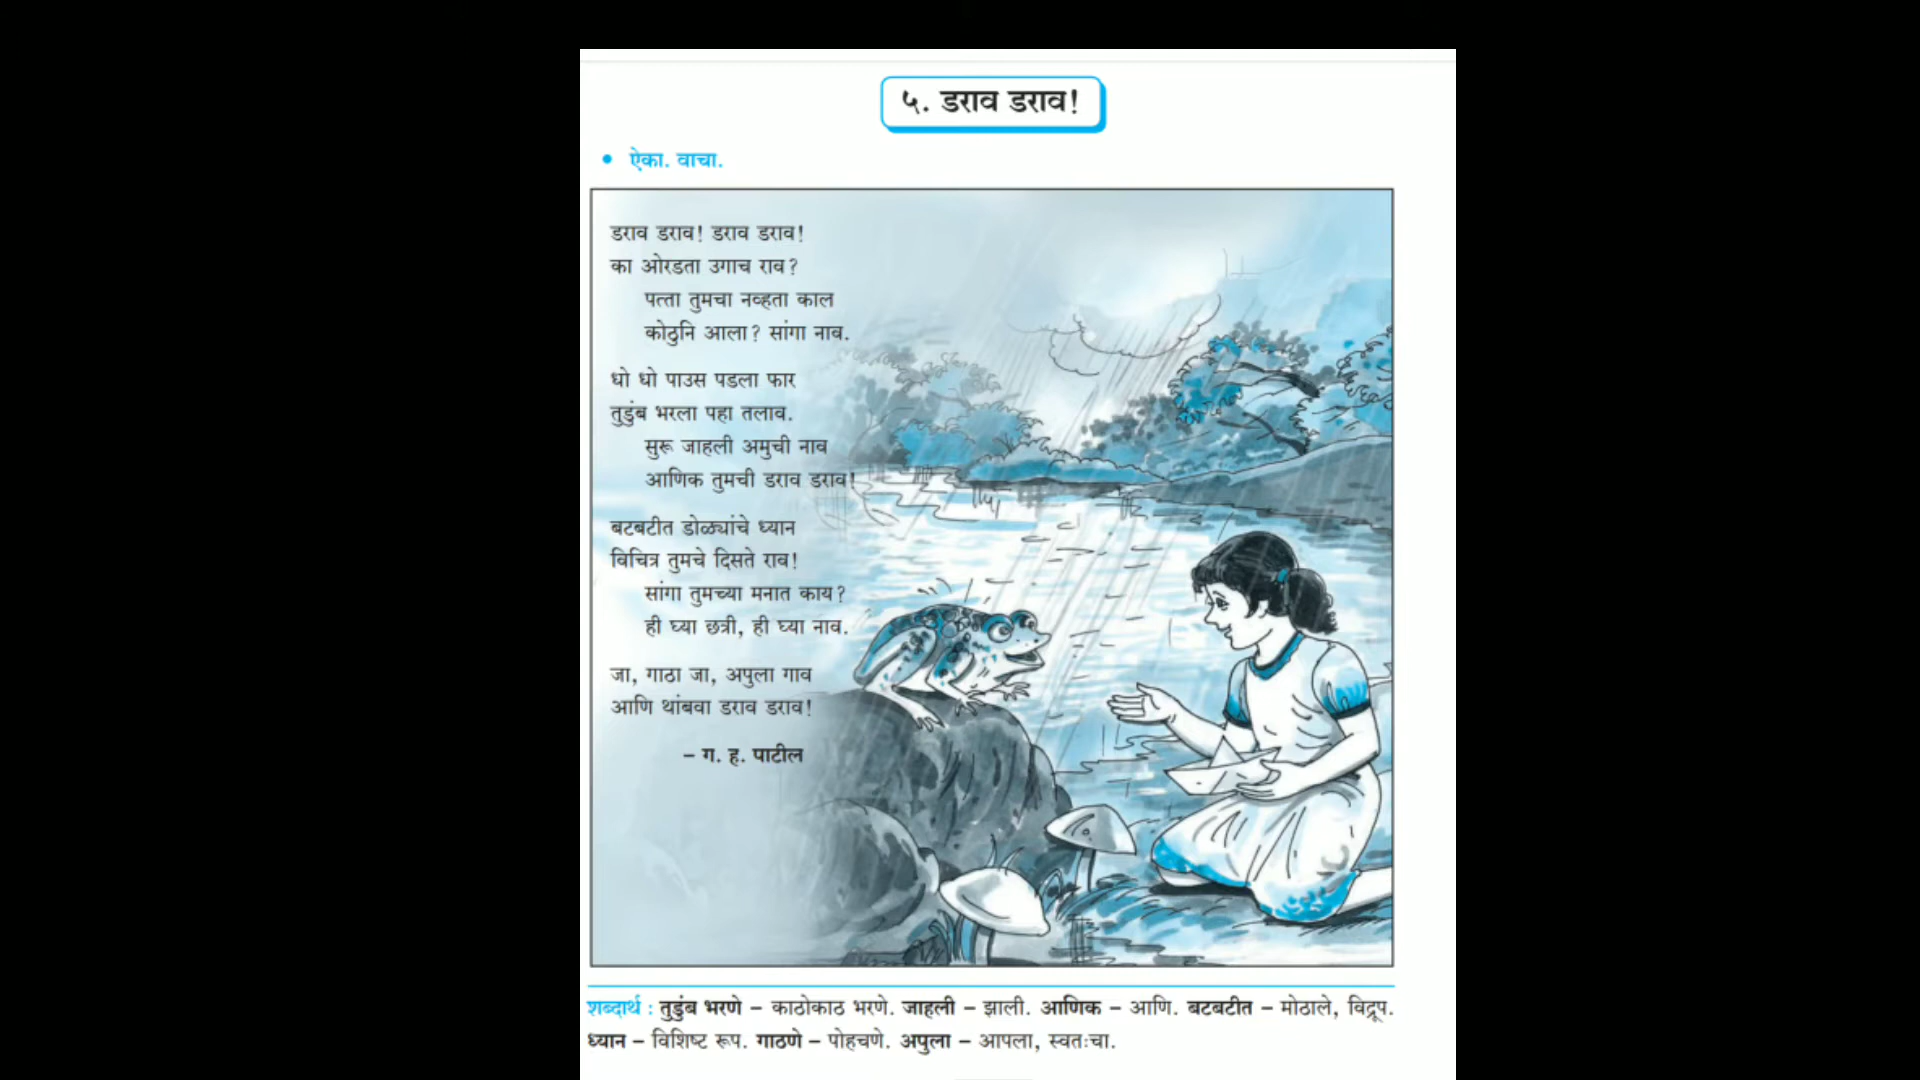 ५. डराव डराव!
• ऐका. वाचा.
डराव डराव! डराव डराव!
का ओरडता उगाच राव?
पत्ता तुमचा नव्हता काल
कोठुनि आला? सांगा नाव.
धो धो पाउस पडला फार
तुडुंब भरला पहा तलाव.
सुरू जाहली अमुची नाव
आणिक तुमची डराव डराव!
बटबटीत डोळ्यांचे ध्यान
विचित्र तुमचे दिसते राव!
सांगा तुमच्या मनात काय?
ही घ्या छत्री, ही घ्या नाव.
जा, गाठा जा, अपुला गाव
आणि थांबवा डराव डराव!
– ग. ह. पाटील
शब्दार्थ : तुडुंब भरणे – काठोकाठ भरणे. जाहली – झाली. आणिक – आणि. बटबटीत – मोठाले, विद्रूप.
ध्यान – विशिष्ट रूप. गाठणे – पोहचणे. अपुला – आपला, स्वतःचा.